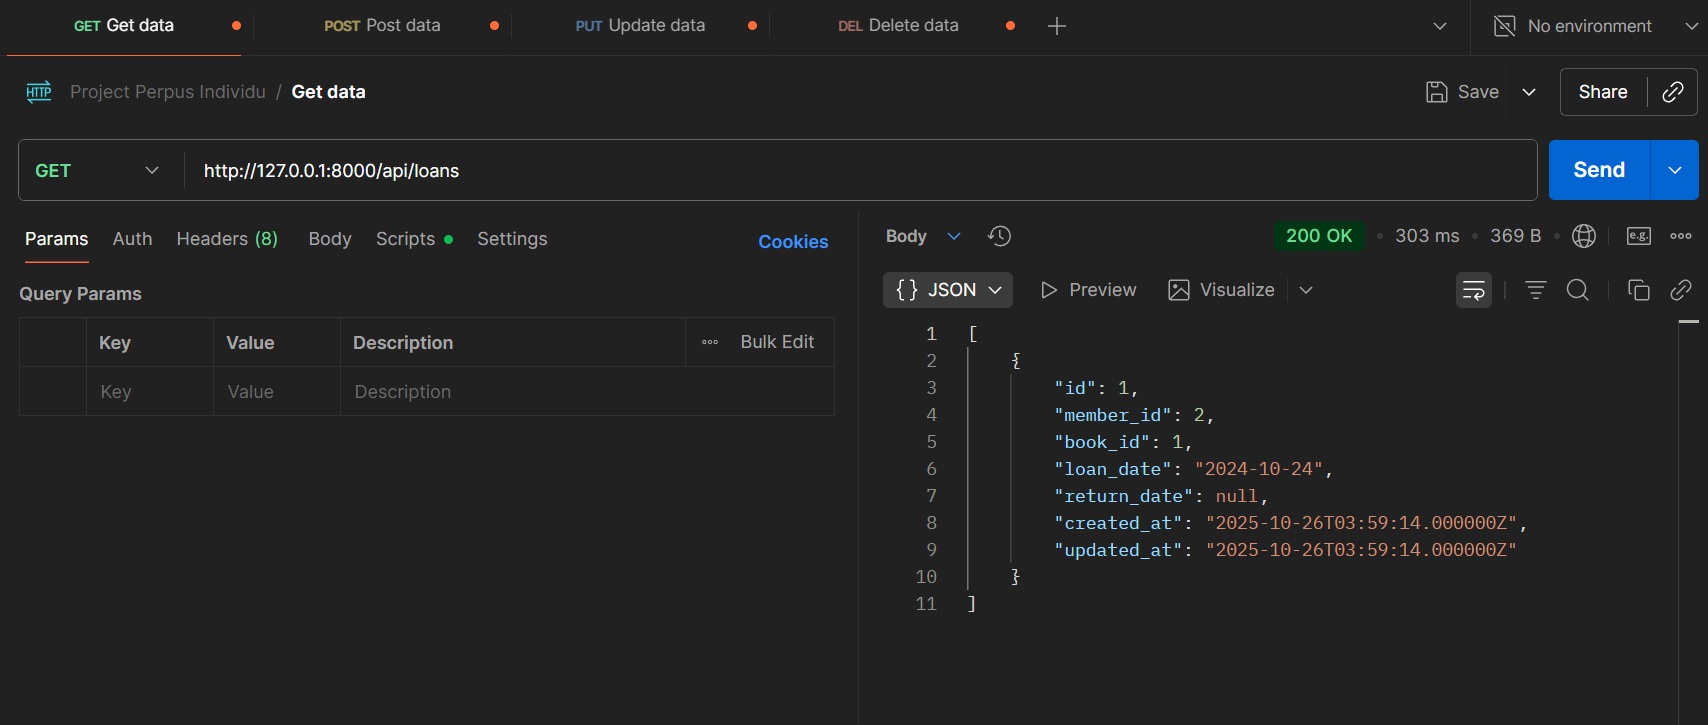 GET Get data POST Post data PUT Update data DEL Delete data No environment
HTTP Project Perpus Individu / Get data Save Share
GET http://127.0.0.1:8000/api/loans Send
Params Auth Headers (8) Body Scripts Settings Cookies
Query Params
Key Value Description Bulk Edit
Key Value Description
Body 200 OK • 303 ms • 369 B • e.g.
{} JSON Preview Visualize
1 [
2 {
3 "id": 1,
4 "member_id": 2,
5 "book_id": 1,
6 "loan_date": "2024-10-24",
7 "return_date": null,
8 "created_at": "2025-10-26T03:59:14.000000Z",
9 "updated_at": "2025-10-26T03:59:14.000000Z"
10 }
11 ]